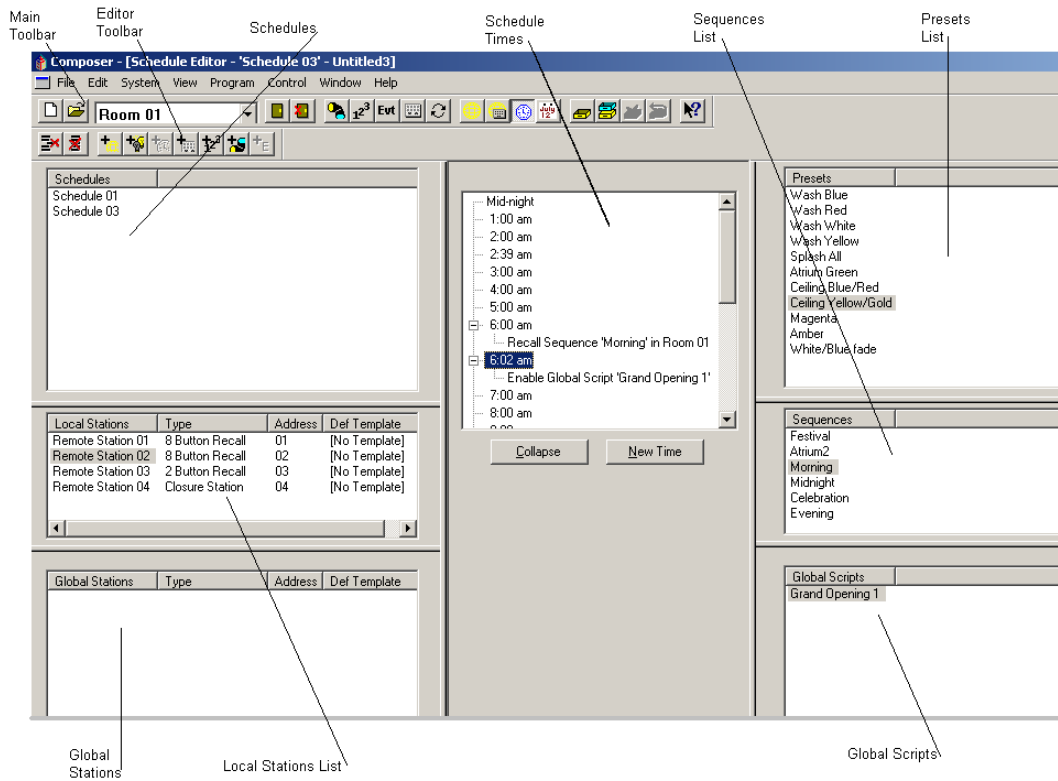 Main
Toolbar
Editor
Toolbar
Schedules
Schedule
Times
Sequences
List
Presets
List
Composer - [Schedule Editor - 'Schedule 03' - Untitled3]
File Edit System View Program Control Window Help
Room 01
1 2 3 Evt July 12
+1 2 3 +E
Schedules
Schedule 01
Schedule 03
Mid-night
1:00 am
2:00 am
2:39 am
3:00 am
4:00 am
5:00 am
6:00 am
Recall Sequence 'Morning' in Room 01
6:02 am
Enable Global Script 'Grand Opening 1'
7:00 am
8:00 am
Collapse New Time
Presets
Wash Blue
Wash Red
Wash White
Wash Yellow
Splash All
Atrium Green
Ceiling Blue/Red
Ceiling Yellow/Gold
Magenta
Amber
White/Blue fade
Local Stations Type Address Def Template
Remote Station 01 8 Button Recall 01 [No Template]
Remote Station 02 8 Button Recall 02 [No Template]
Remote Station 03 2 Button Recall 03 [No Template]
Remote Station 04 Closure Station 04 [No Template]
Sequences
Festival
Atrium2
Morning
Midnight
Celebration
Evening
Global Stations Type Address Def Template
Global Scripts
Grand Opening 1
Global
Stations
Local Stations List
Global Scripts